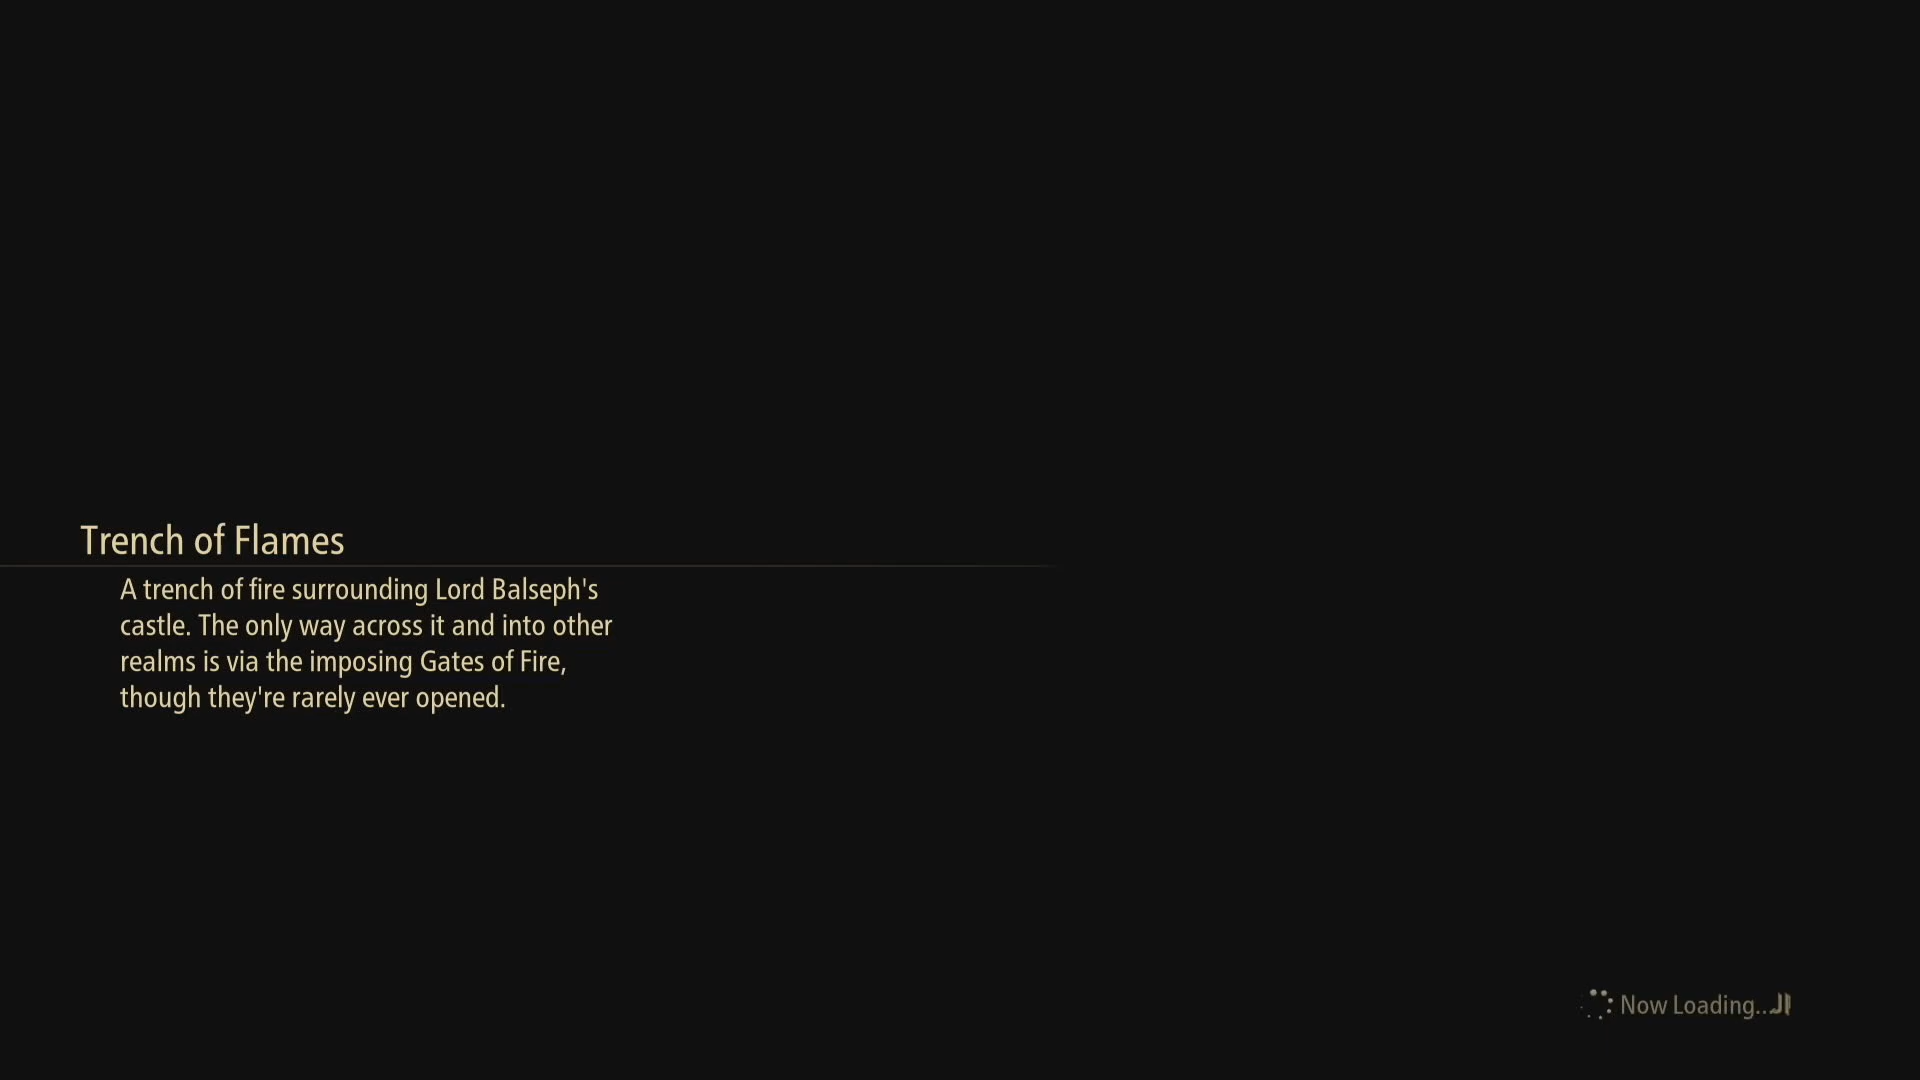 Trench of Flames
A trench of fire surrounding Lord Balseph's
castle. The only way across it and into other
realms is via the imposing Gates of Fire,
though they're rarely ever opened.
Now Loading...